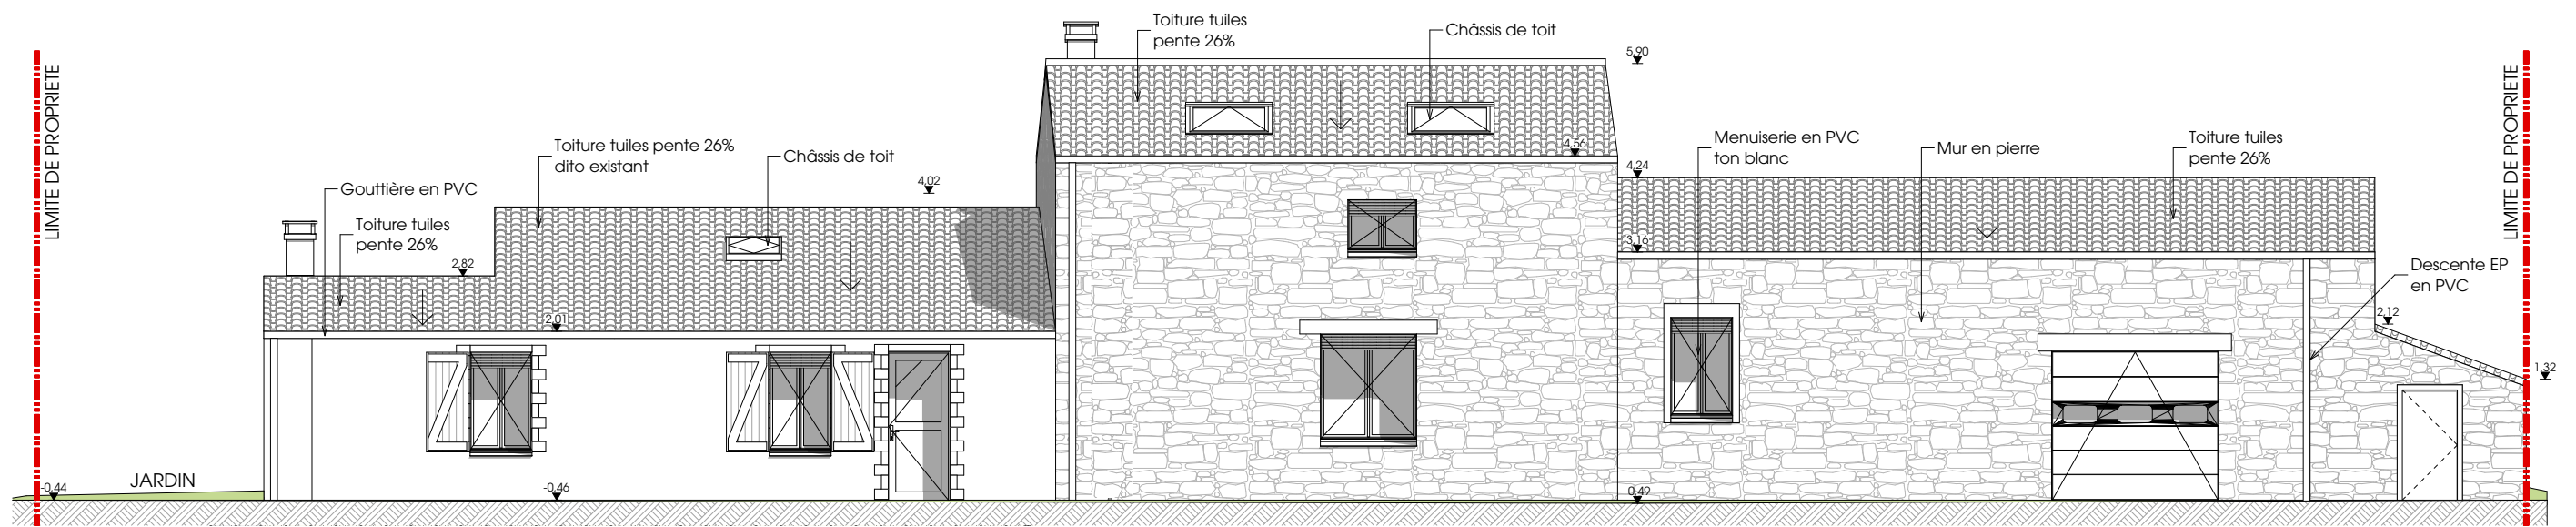 LIMITE DE PROPRIETE
JARDIN
-0,44
Gouttière en PVC
Toiture tuiles
pente 26%
2,82
Toiture tuiles pente 26%
dito existant
Châssis de toit
4,02
2,01
-0,46
Toiture tuiles
pente 26%
Châssis de toit
5,90
4,56
4,24
3,16
Menuiserie en PVC
ton blanc
Mur en pierre
Toiture tuiles
pente 26%
-0,49
Descente EP
en PVC
2,12
1,32
LIMITE DE PROPRIETE